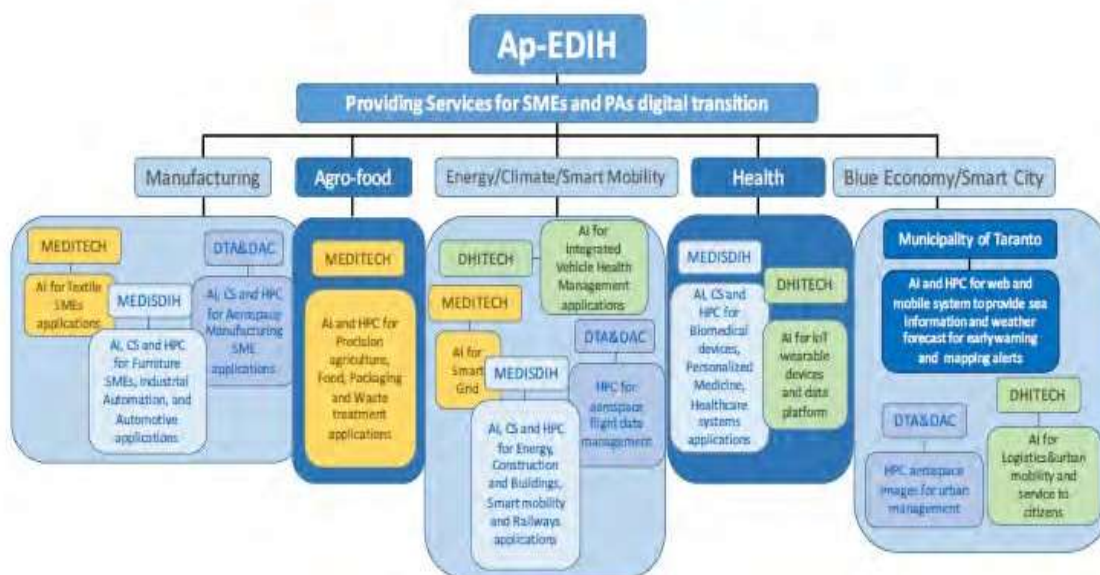 Ap-EDIH
Providing Services for SMEs and PAs digital transition
Manufacturing
MEDITECH
AI for Textile
SMEs
applications
MEDISDIH
AI, CS and HPC
for Furniture
SMEs, Industrial
Automation, and
Automotive
applications
DTA&DAC
AI, CS and HPC
for Aerospace
Manufacturing
SME
applications
Agro-food
MEDITECH
AI and HPC for
Precision
agriculture,
Food, Packaging
and Waste
treatment
applications
Energy/Climate/Smart Mobility
DHITECH
AI for
Integrated
Vehicle Health
Management
applications
MEDITECH
AI for
Smart
Grid
MEDISDIH
AI, CS and HPC
for Energy,
Construction
and Buildings,
Smart mobility
and Railways
applications
DTA&DAC
HPC for
aerospace
flight data
management
Health
MEDISDIH
AI, CS and
HPC for
Biomedical
devices,
Personalized
Medicine,
Healthcare
systems
applications
DHITECH
AI for IoT
wearable
devices
and data
platform
Blue Economy/Smart City
Municipality of Taranto
AI and HPC for web and
mobile system to provide sea
information and weather
forecast for early warning
and mapping alerts
DTA&DAC
HPC aerospace
images for urban
management
DHITECH
AI for
Logistics&urban
mobility and
service to
citizens